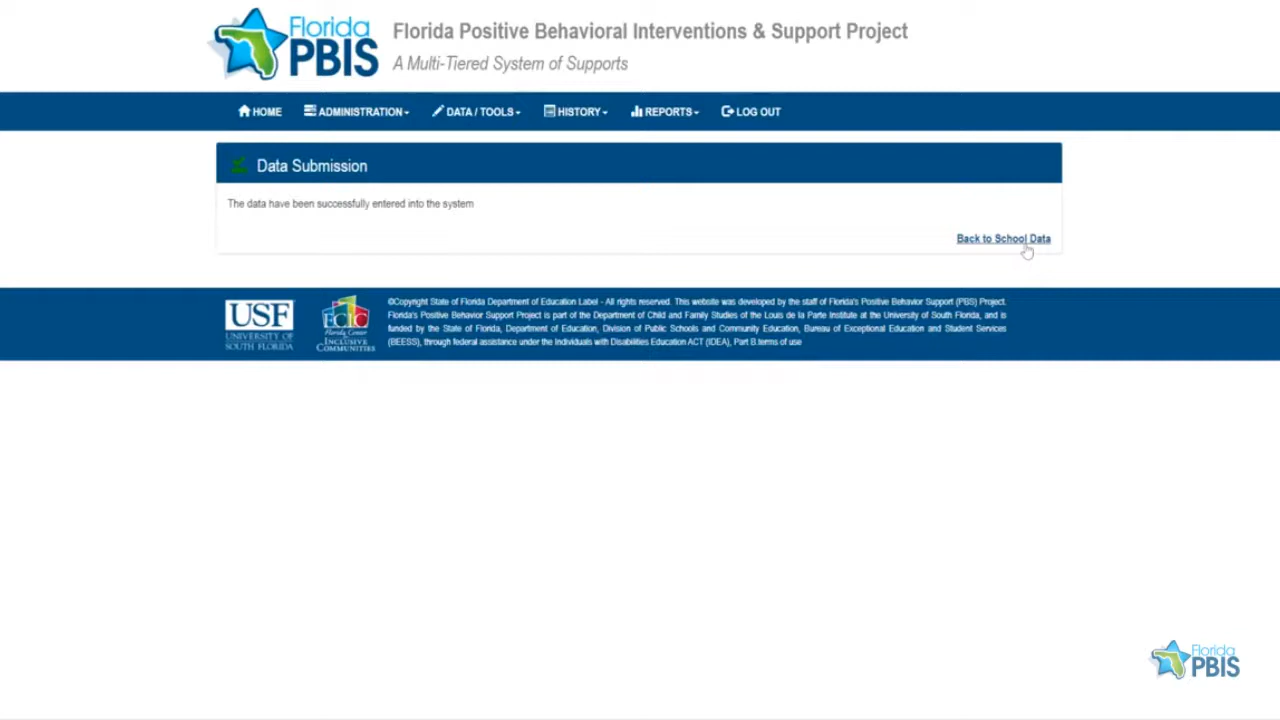 Florida
PBIS
Florida Positive Behavioral Interventions & Support Project
A Multi-Tiered System of Supports
HOME ADMINISTRATION DATA / TOOLS HISTORY REPORTS LOG OUT
Data Submission
The data have been successfully entered into the system
Back to School Data
USF
UNIVERSITY OF
SOUTH FLORIDA
FCIC
Florida Center
for
INCLUSIVE
COMMUNITIES
©Copyright State of Florida Department of Education Label - All rights reserved. This website was developed by the staff of Florida's Positive Behavior Support (PBS) Project.
Florida's Positive Behavior Support Project is part of the Department of Child and Family Studies of the Louis de la Parte Institute at the University of South Florida, and is
funded by the State of Florida, Department of Education, Division of Public Schools and Community Education, Bureau of Exceptional Education and Student Services
(BEESS), through federal assistance under the Individuals with Disabilities Education ACT (IDEA), Part B.terms of use
Florida
PBIS